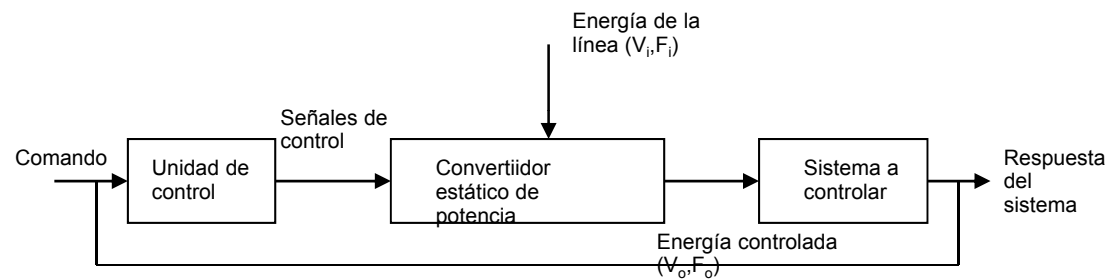 Energía de la
línea (Vi,Fi)
Señales de
control
Comando
Unidad de
control
Convertiidor
estático de
potencia
Sistema a
controlar
Respuesta
del
sistema
Energía controlada
(Vo,Fo)